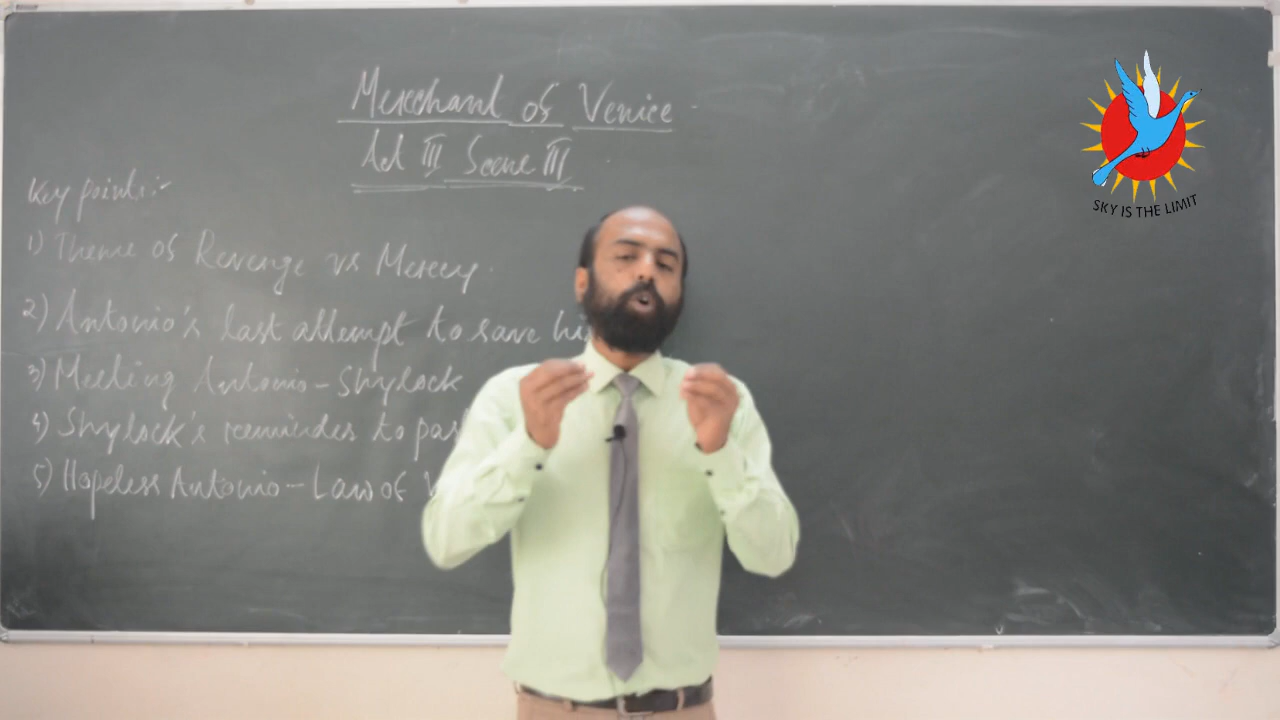 Merchant of Venice
Act III Scene III
Key points:-
1) Theme of Revenge vs Mercy.
2) Antonio's last attempt to save
3) Meeting Antonio-Shylock
4) Shylock's reminder to
5) Hopeless Antonio - Law of
SKY IS THE LIMIT